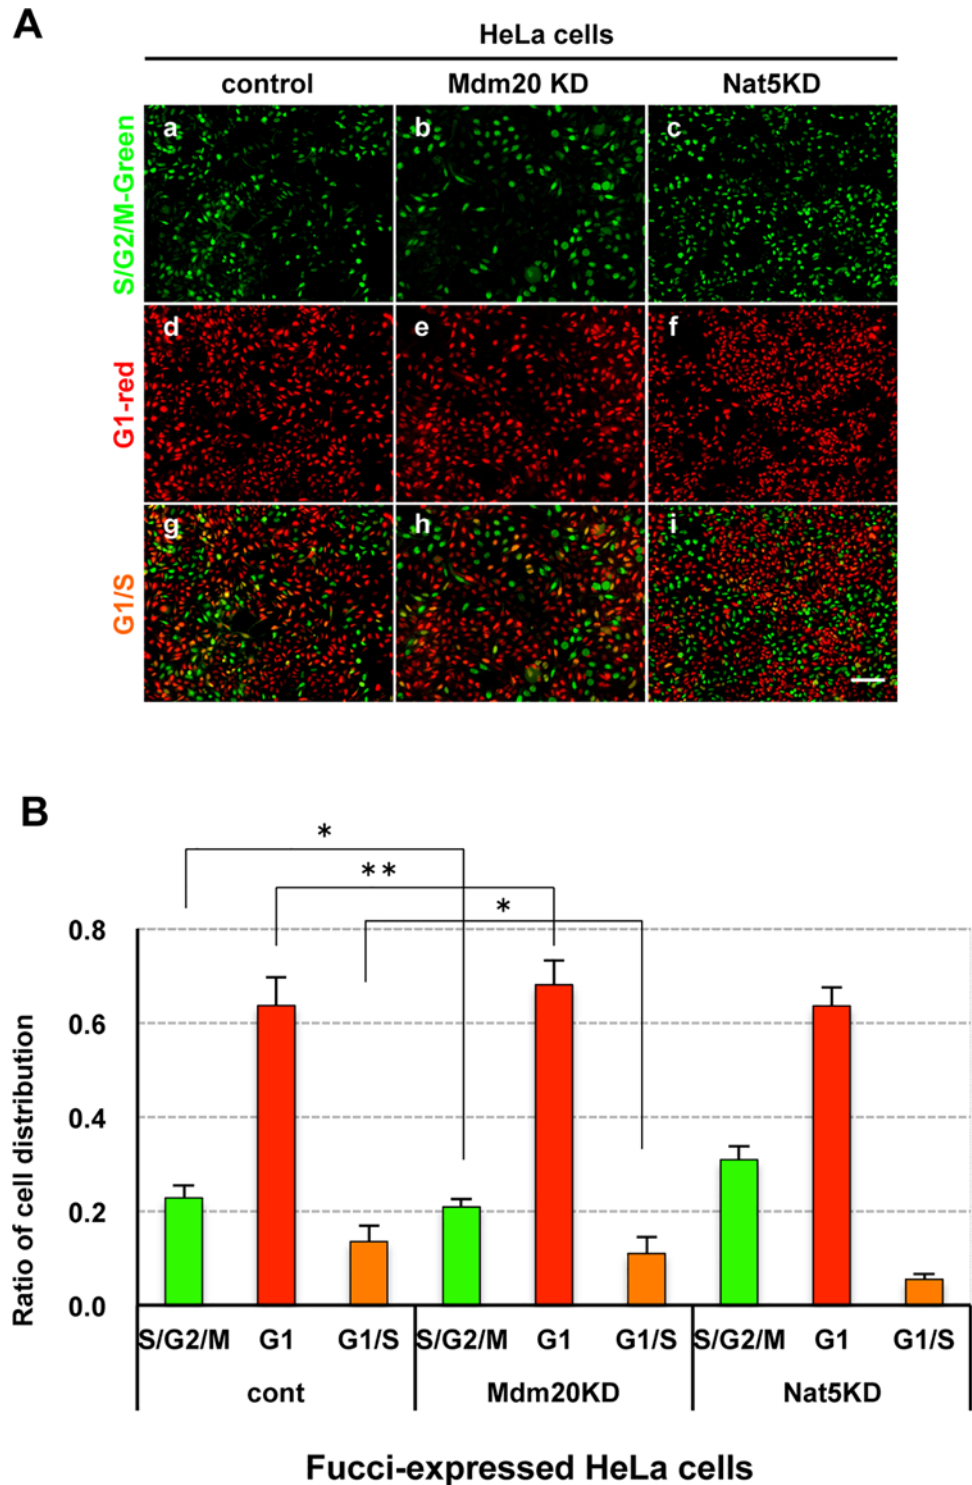 A
HeLa cells
control Mdm20 KD Nat5KD
S/G2/M-Green
a b c
G1-red
d e f
G1/S
g h i
B
*
**
*
Ratio of cell distribution
0.8
0.6
0.4
0.2
0.0
S/G2/M G1 G1/S S/G2/M G1 G1/S S/G2/M G1 G1/S
cont Mdm20KD Nat5KD
Fucci-expressed HeLa cells